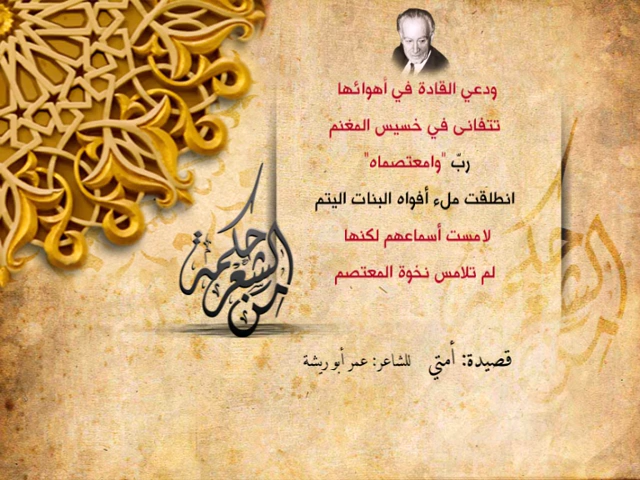 ودعي القادة في أهوائها
تتفانى في خسيس المغنم
ربّ "وامعتصماه"
انطلقت ملء أفواه البنات اليتم
لامست أسماعهم لكنها
لم تلامس نخوة المعتصم
من الشعر حكمة
قصيدة: أمتي للشاعر: عمر أبو ريشة